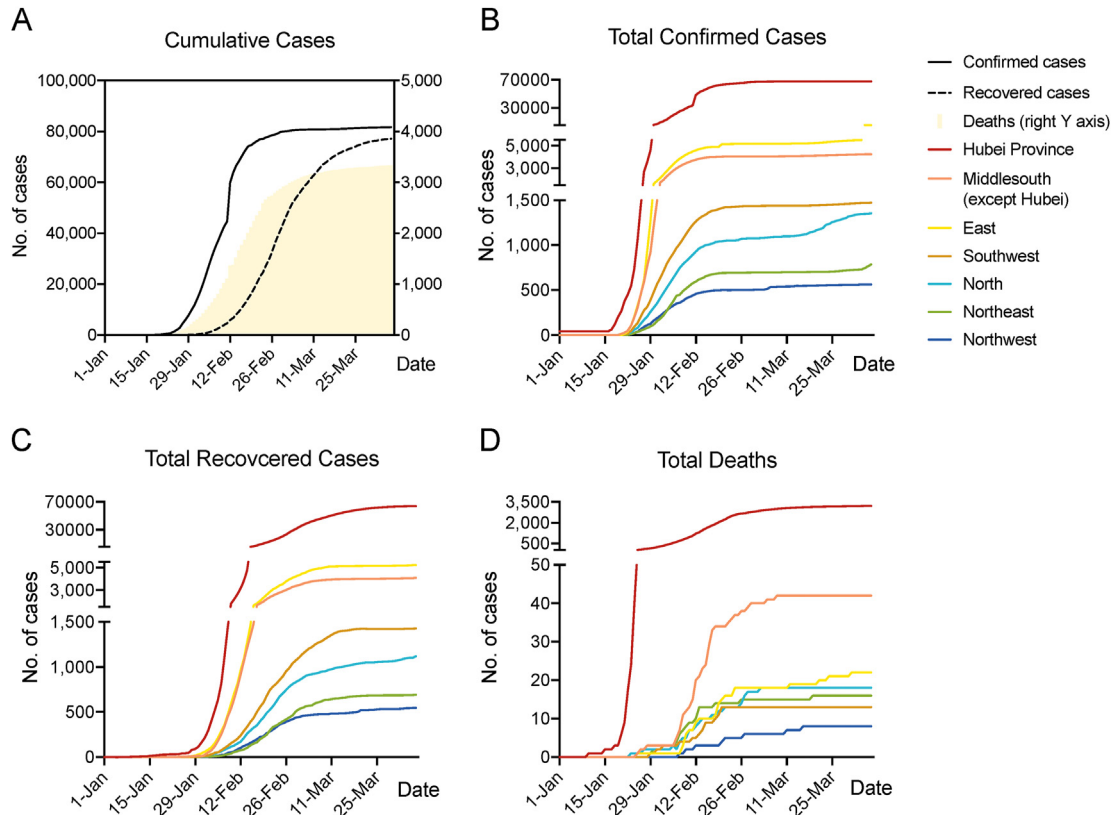 A
Cumulative Cases
No. of cases
100,000
80,000
60,000
40,000
20,000
0
5,000
4,000
3,000
2,000
1,000
0
1-Jan
15-Jan
29-Jan
12-Feb
26-Feb
11-Mar
25-Mar
Date
B
Total Confirmed Cases
No. of cases
70000
30000
5,000
3,000
1,500
1,000
500
0
1-Jan
15-Jan
29-Jan
12-Feb
26-Feb
11-Mar
25-Mar
Date
Confirmed cases
Recovered cases
Deaths (right Y axis)
Hubei Province
Middlesouth
(except Hubei)
East
Southwest
North
Northeast
Northwest
C
Total Recovcered Cases
No. of cases
70000
30000
5,000
3,000
1,500
1,000
500
0
1-Jan
15-Jan
29-Jan
12-Feb
26-Feb
11-Mar
25-Mar
Date
D
Total Deaths
No. of cases
3,500
2,000
500
50
40
30
20
10
0
1-Jan
15-Jan
29-Jan
12-Feb
26-Feb
11-Mar
25-Mar
Date